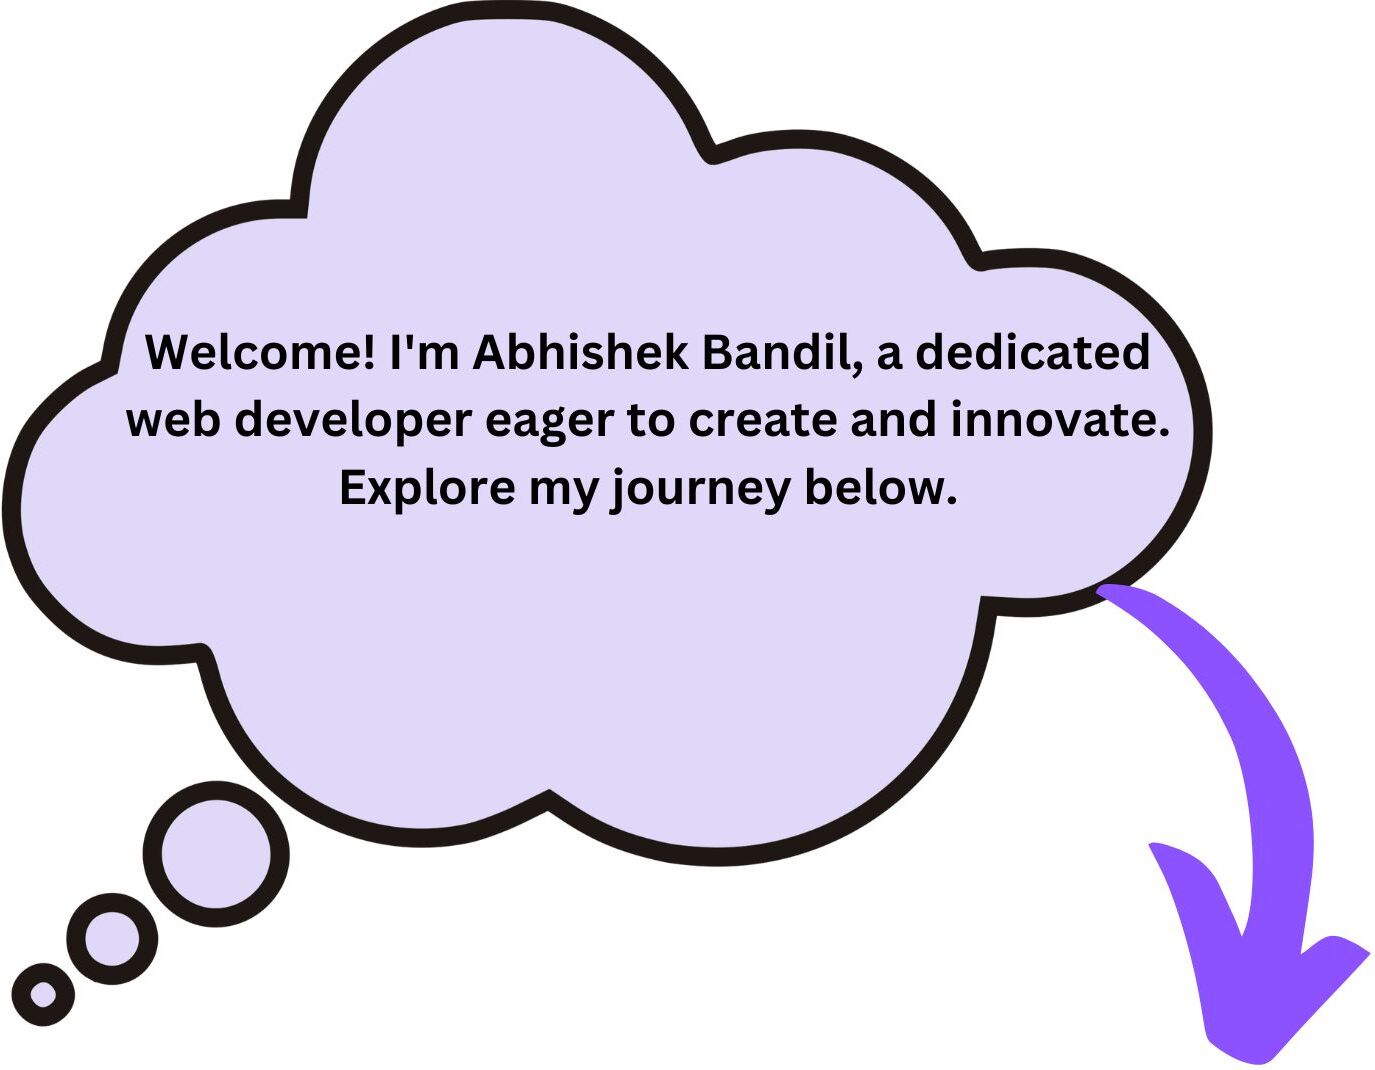 Welcome! I'm Abhishek Bandil, a dedicated
web developer eager to create and innovate.
Explore my journey below.